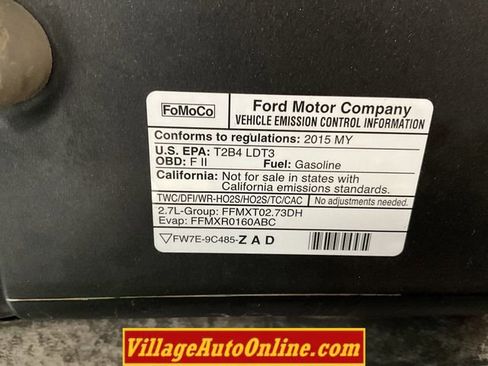 FoMoCo
Ford Motor Company
VEHICLE EMISSION CONTROL INFORMATION
Conforms to regulations: 2015 MY
U.S. EPA: T2B4 LDT3
OBD: F II Fuel: Gasoline
California: Not for sale in states with
California emissions standards.
TWC/DFI/WR-HO2S/HO2S/TC/CAC No adjustments needed.
2.7L-Group: FFMXT02.73DH
Evap: FFMXR0160ABC
FW7E-9C485-ZAD
VillageAutoOnline.com